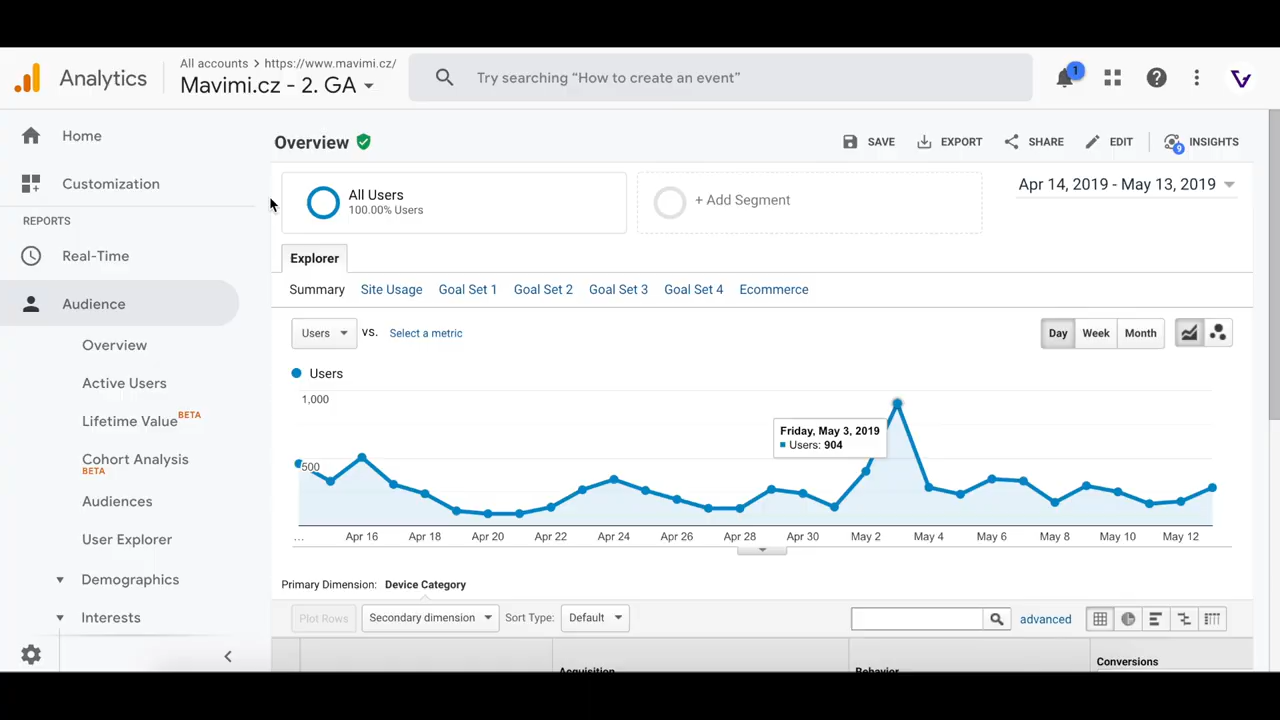 Analytics
All accounts > https://www.mavimi.cz/
Mavimi.cz - 2. GA
Try searching “How to create an event”
1
Home
Customization
REPORTS
Real-Time
Audience
Overview
Active Users
Lifetime Value BETA
Cohort Analysis
BETA
Audiences
User Explorer
Demographics
Interests
Overview
SAVE
EXPORT
SHARE
EDIT
9
INSIGHTS
All Users
100.00% Users
+ Add Segment
Apr 14, 2019 - May 13, 2019
Explorer
Summary Site Usage Goal Set 1 Goal Set 2 Goal Set 3 Goal Set 4 Ecommerce
Users VS. Select a metric
Day Week Month
Users
1,000
500
Friday, May 3, 2019
Users: 904
... Apr 16 Apr 18 Apr 20 Apr 22 Apr 24 Apr 26 Apr 28 Apr 30 May 2 May 4 May 6 May 8 May 10 May 12
Primary Dimension: Device Category
Plot Rows Secondary dimension Sort Type: Default advanced
Acquisition Behavior Conversions